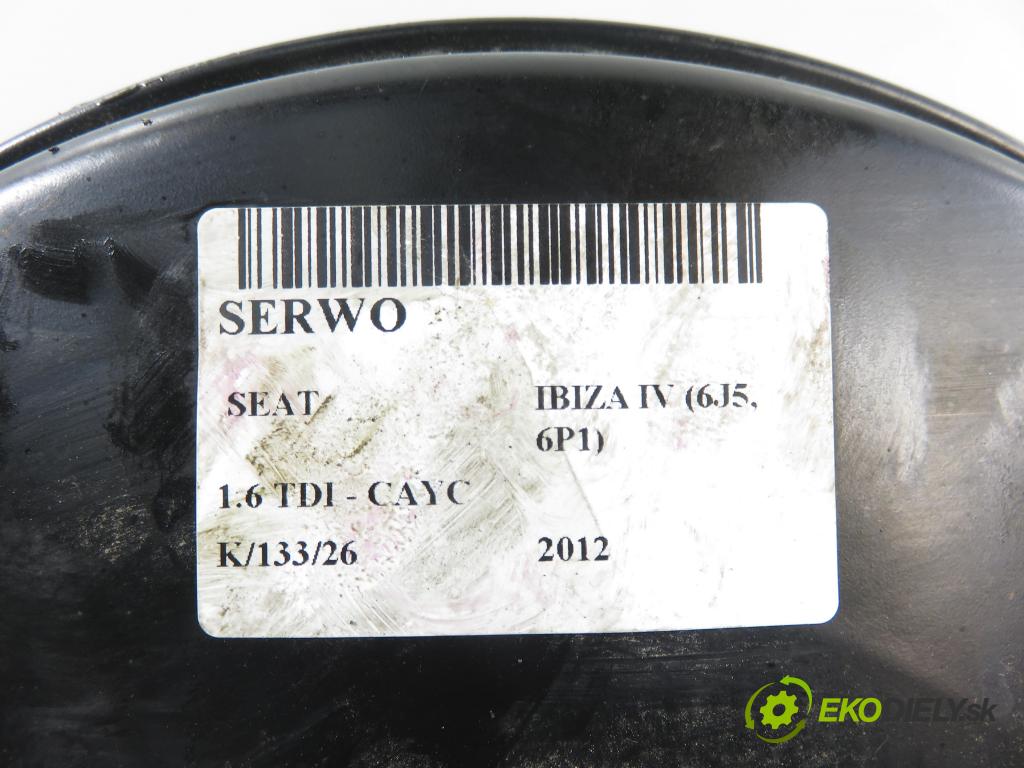 SERWO
SEAT
IBIZA IV (6J5,
6P1)
1.6 TDI - CAYC
K/133/26
2012
EKODIELY.sk